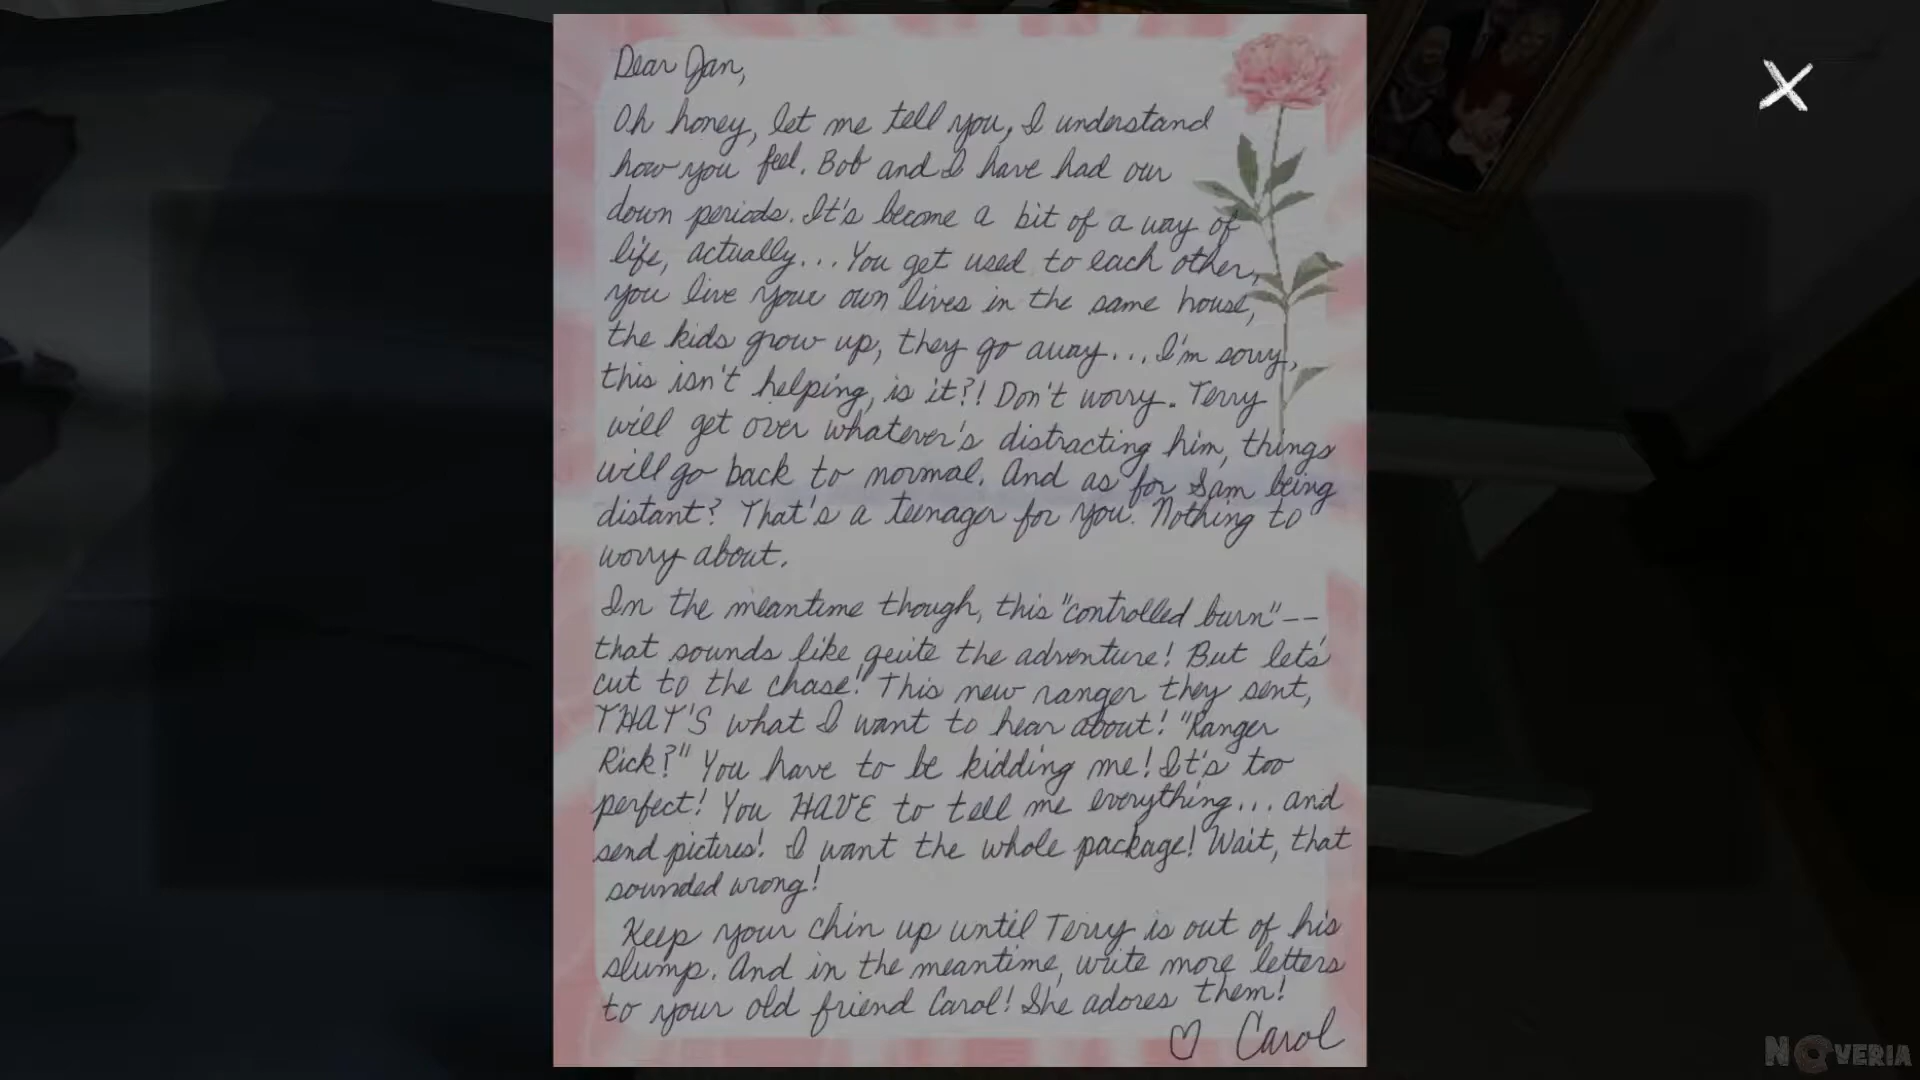 Dear Jan,
Oh honey, let me tell you, I understand
how you feel. Bob and I have had our
down periods. It's become a bit of a way of
life, actually... You get used to each other,
you live your own lives in the same house,
the kids grow up, they go away... I'm sorry,
this isn't helping, is it?! Don't worry. Terry
will get over whatever's distracting him, things
will go back to normal. And as for Sam being
distant? That's a teenager for you. Nothing to
worry about.
In the meantime though, this "controlled burn"--
that sounds like quite the adventure! But let's
cut to the chase! This new ranger they sent,
THAT'S what I want to hear about! "Ranger
Rick?" You have to be kidding me! It's too
perfect! You HAVE to tell me everything... and
send pictures! I want the whole package! Wait, that
sounded wrong!
Keep your chin up until Terry is out of his
slump. And in the meantime, write more letters
to your old friend Carol! She adores them!
♡ Carol
NOVERIA